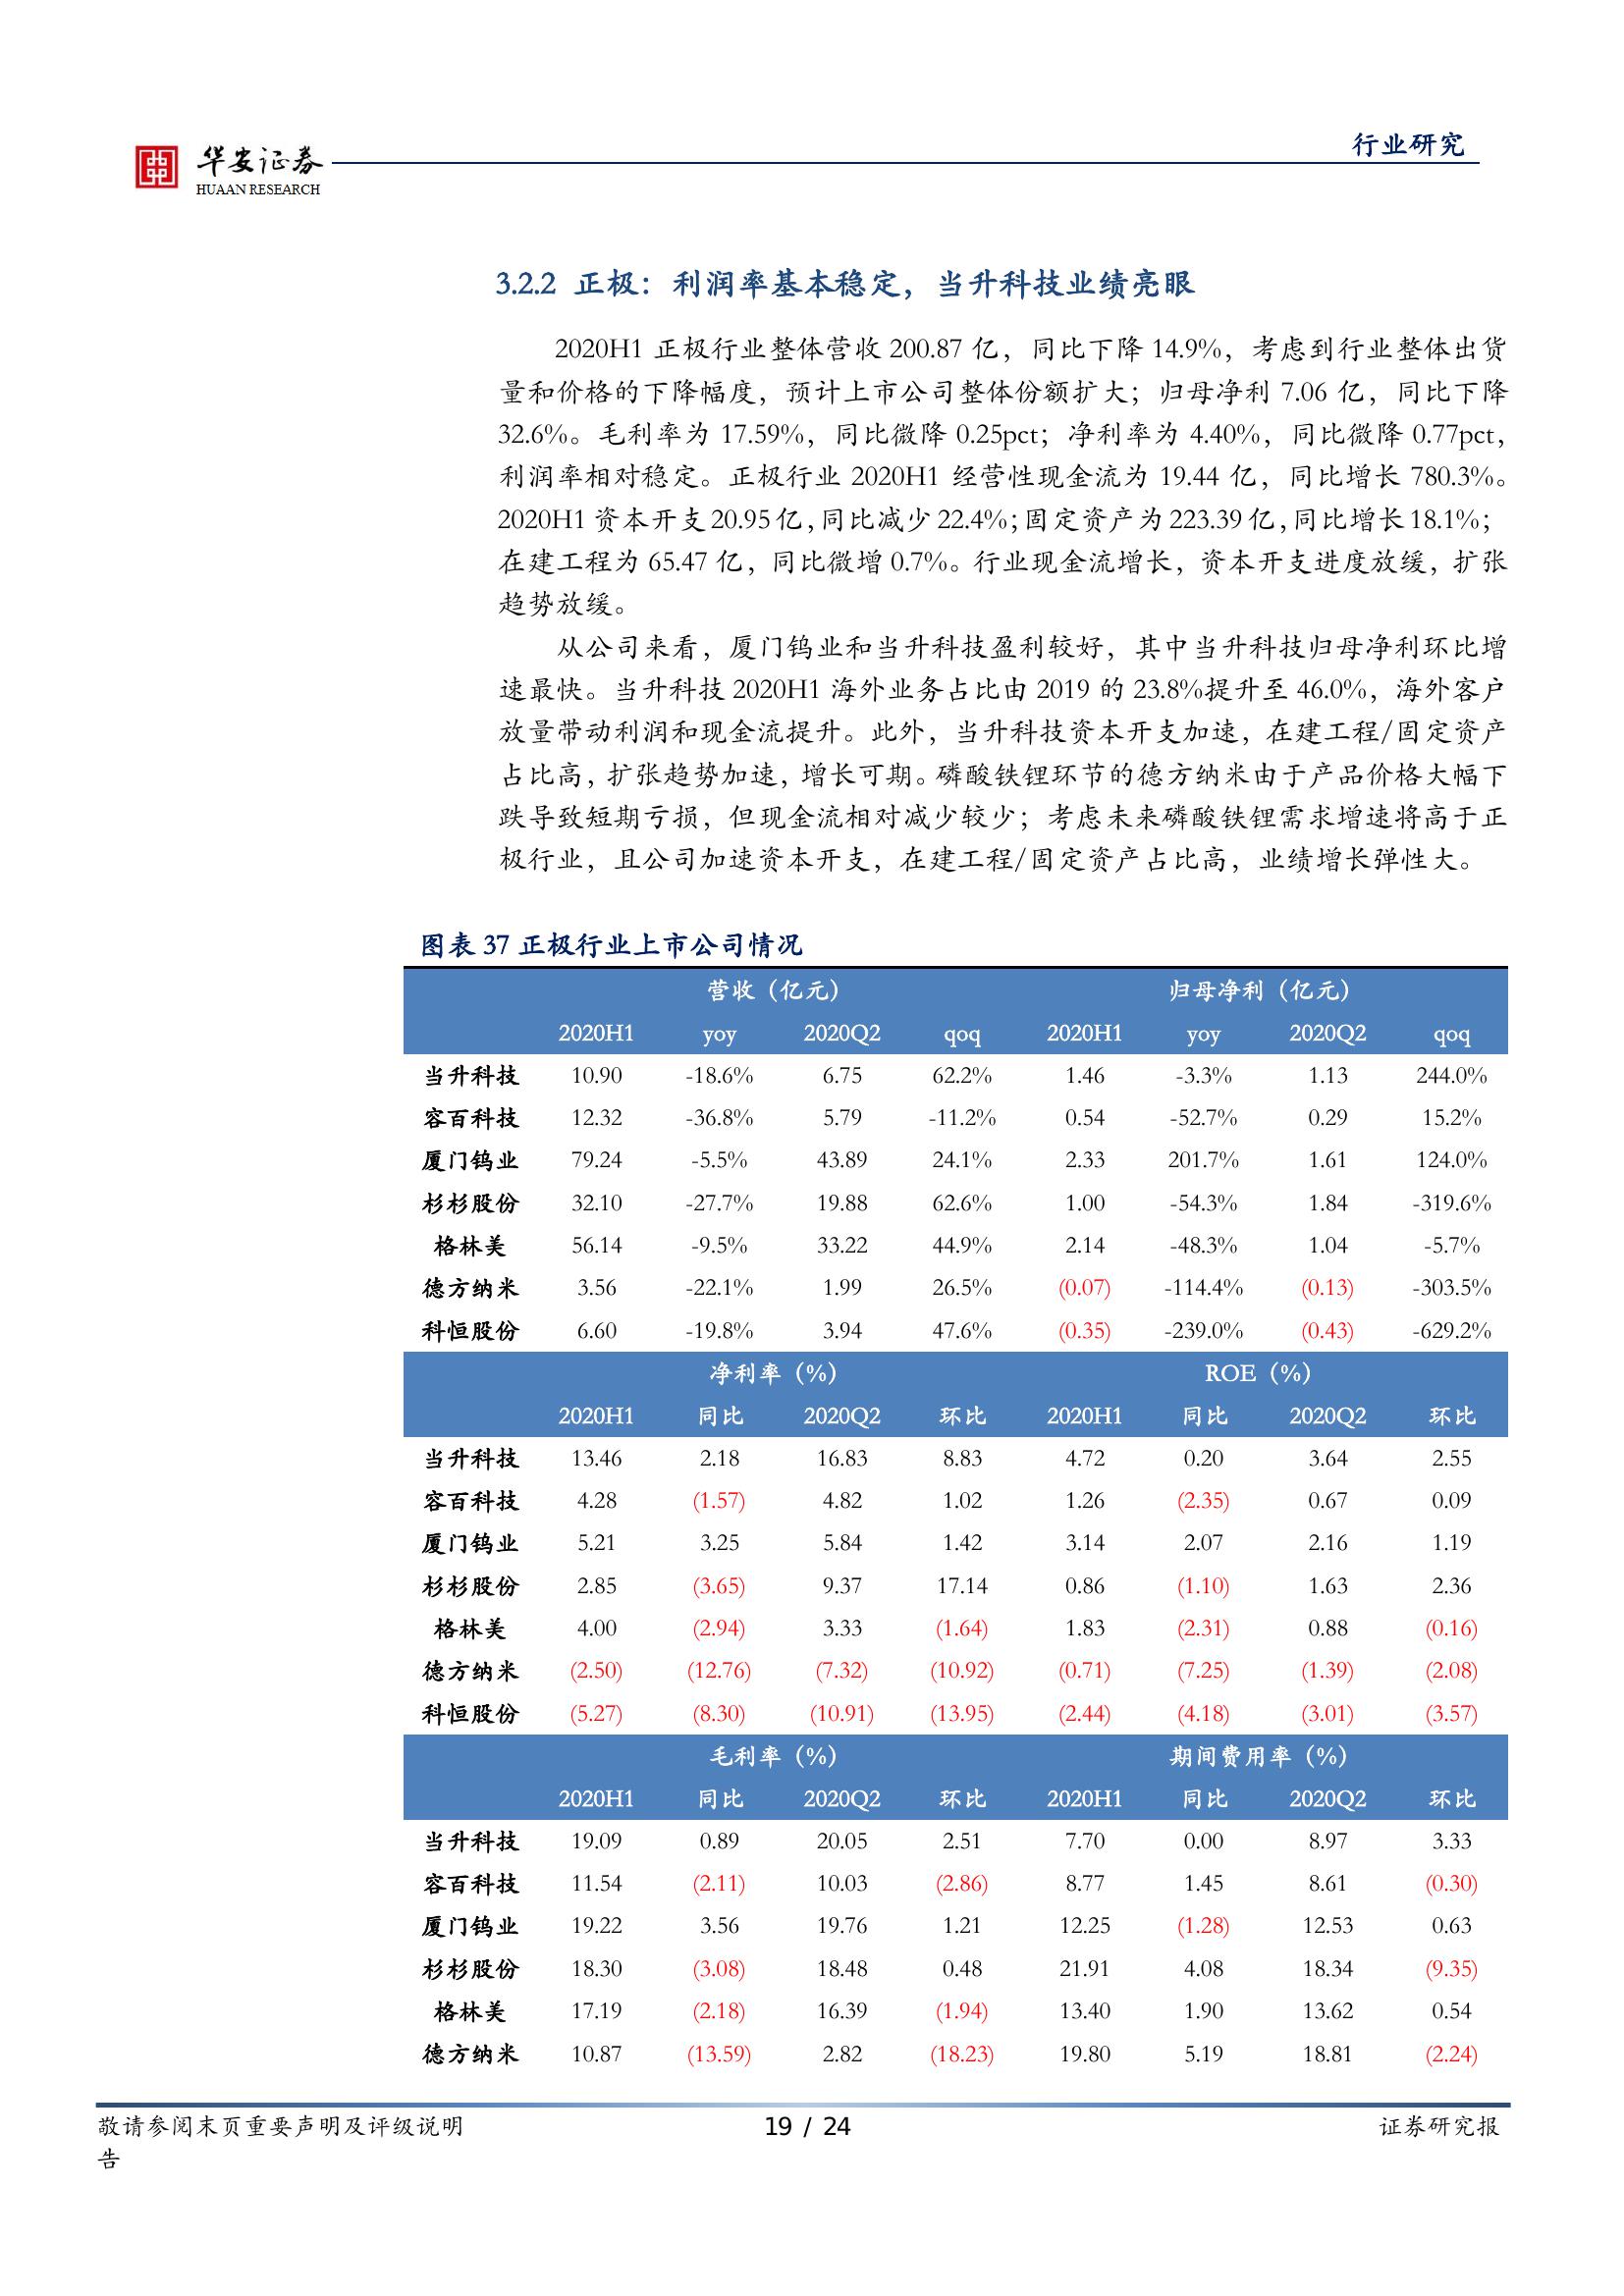 华安证券
HUAAN RESEARCH
行业研究
3.2.2 正极：利润率基本稳定，当升科技业绩亮眼
2020H1 正极行业整体营收 200.87 亿，同比下降 14.9%，考虑到行业整体出货
量和价格的下降幅度，预计上市公司整体份额扩大；归母净利 7.06 亿，同比下降
32.6%。毛利率为 17.59%，同比微降 0.25pct；净利率为 4.40%，同比微降 0.77pct，
利润率相对稳定。正极行业 2020H1 经营性现金流为 19.44 亿，同比增长 780.3%。
2020H1 资本开支 20.95 亿，同比减少 22.4%；固定资产为 223.39 亿，同比增长 18.1%；
在建工程为 65.47 亿，同比微增 0.7%。行业现金流增长，资本开支进度放缓，扩张
趋势放缓。
从公司来看，厦门钨业和当升科技盈利较好，其中当升科技归母净利环比增
速最快。当升科技 2020H1 海外业务占比由 2019 的 23.8%提升至 46.0%，海外客户
放量带动利润和现金流提升。此外，当升科技资本开支加速，在建工程/固定资产
占比高，扩张趋势加速，增长可期。磷酸铁锂环节的德方纳米由于产品价格大幅下
跌导致短期亏损，但现金流相对减少较少；考虑未来磷酸铁锂需求增速将高于正
极行业，且公司加速资本开支，在建工程/固定资产占比高，业绩增长弹性大。
图表 37 正极行业上市公司情况
营收（亿元） 归母净利（亿元）
2020H1 yoy 2020Q2 qoq 2020H1 yoy 2020Q2 qoq
当升科技 10.90 -18.6% 6.75 62.2% 1.46 -3.3% 1.13 244.0%
容百科技 12.32 -36.8% 5.79 -11.2% 0.54 -52.7% 0.29 15.2%
厦门钨业 79.24 -5.5% 43.89 24.1% 2.33 201.7% 1.61 124.0%
杉杉股份 32.10 -27.7% 19.88 62.6% 1.00 -54.3% 1.84 -319.6%
格林美 56.14 -9.5% 33.22 44.9% 2.14 -48.3% 1.04 -5.7%
德方纳米 3.56 -22.1% 1.99 26.5% (0.07) -114.4% (0.13) -303.5%
科恒股份 6.60 -19.8% 3.94 47.6% (0.35) -239.0% (0.43) -629.2%
净利率（%） ROE（%）
2020H1 同比 2020Q2 环比 2020H1 同比 2020Q2 环比
当升科技 13.46 2.18 16.83 8.83 4.72 0.20 3.64 2.55
容百科技 4.28 (1.57) 4.82 1.02 1.26 (2.35) 0.67 0.09
厦门钨业 5.21 3.25 5.84 1.42 3.14 2.07 2.16 1.19
杉杉股份 2.85 (3.65) 9.37 17.14 0.86 (1.10) 1.63 2.36
格林美 4.00 (2.94) 3.33 (1.64) 1.83 (2.31) 0.88 (0.16)
德方纳米 (2.50) (12.76) (7.32) (10.92) (0.71) (7.25) (1.39) (2.08)
科恒股份 (5.27) (8.30) (10.91) (13.95) (2.44) (4.18) (3.01) (3.57)
毛利率（%） 期间费用率（%）
2020H1 同比 2020Q2 环比 2020H1 同比 2020Q2 环比
当升科技 19.09 0.89 20.05 2.51 7.70 0.00 8.97 3.33
容百科技 11.54 (2.11) 10.03 (2.86) 8.77 1.45 8.61 (0.30)
厦门钨业 19.22 3.56 19.76 1.21 12.25 (1.28) 12.53 0.63
杉杉股份 18.30 (3.08) 18.48 0.48 21.91 4.08 18.34 (9.35)
格林美 17.19 (2.18) 16.39 (1.94) 13.40 1.90 13.62 0.54
德方纳米 10.87 (13.59) 2.82 (18.23) 19.80 5.19 18.81 (2.24)
敬请参阅末页重要声明及评级说明 19 / 24 证券研究报
告